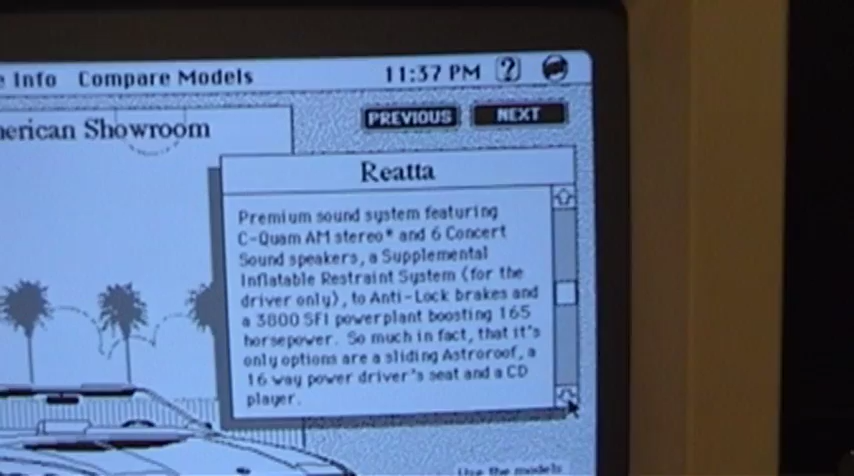 Info Compare Models 11:37 PM ?
American Showroom
PREVIOUS NEXT
Reatta
Premium sound system featuring
C-Quam AM stereo* and 6 Concert
Sound speakers, a Supplemental
Inflatable Restraint System (for the
driver only), to Anti-Lock brakes and
a 3800 SFI powerplant boosting 165
horsepower. So much in fact, that it's
only options are a sliding Astroroof, a
16 way power driver's seat and a CD
player.
Use the models